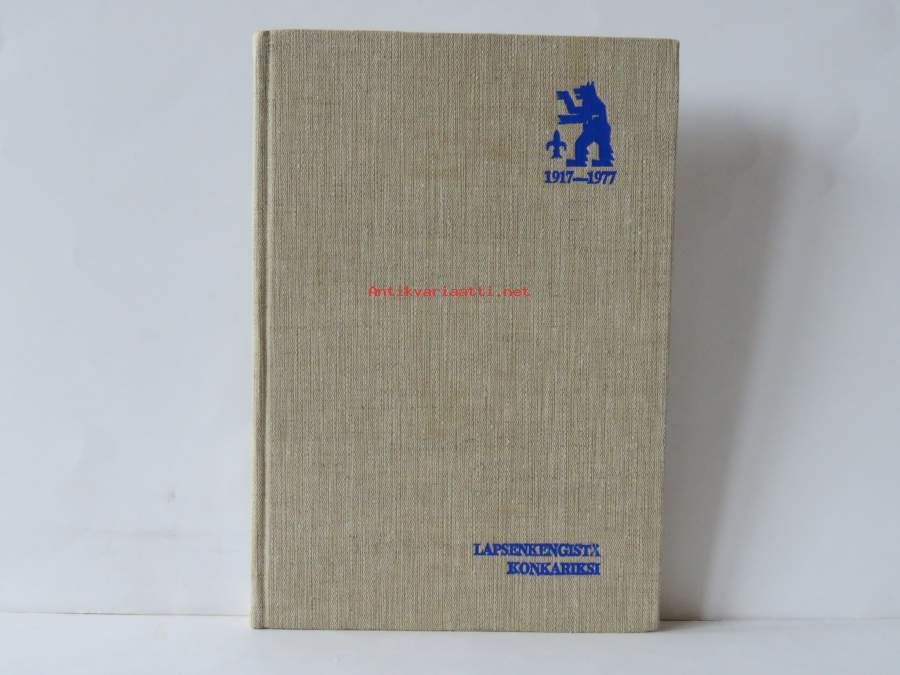 1917—1977
Antikvariaatti.net
LAPSENKENGISTÄ
KONKARIKSI